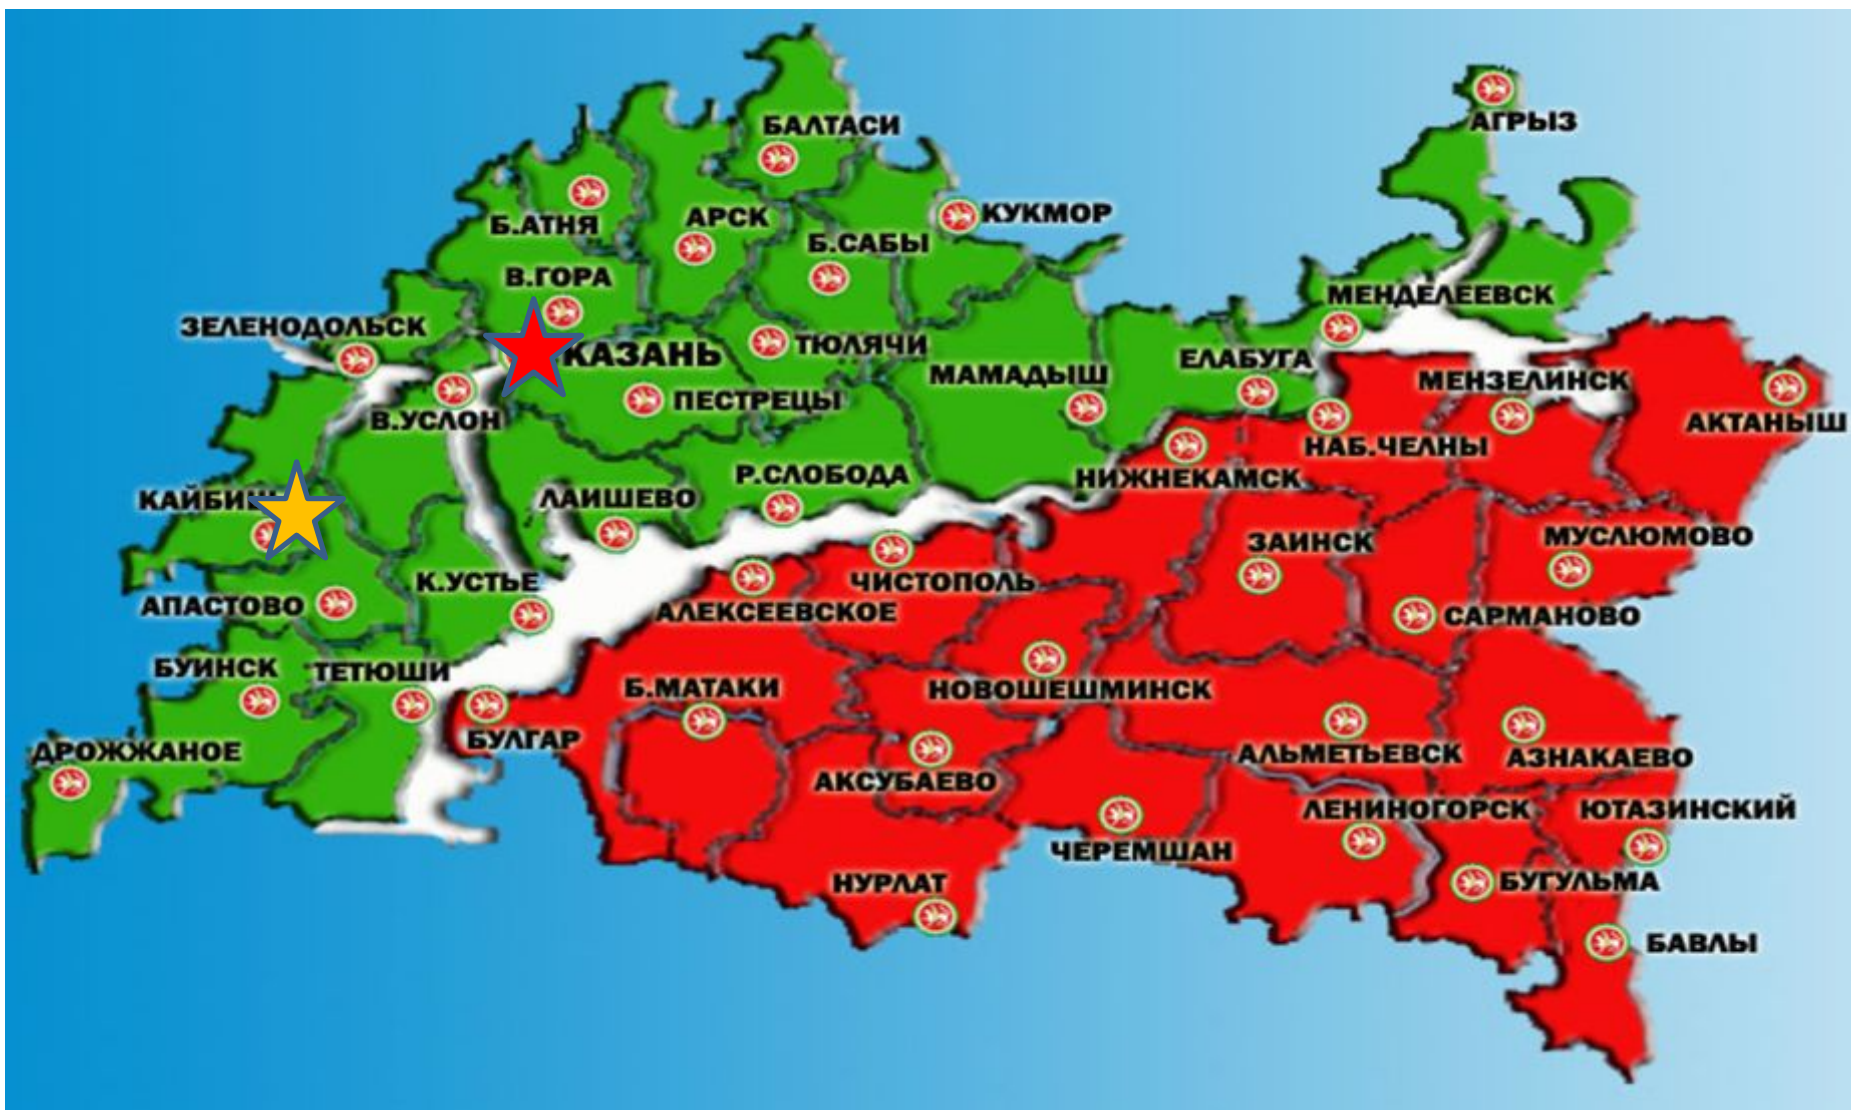 АГРЫЗ
БАЛТАСИ
Б.АТНЯ
АРСК
КУКМОР
Б.САБЫ
В.ГОРА
МЕНДЕЛЕЕВСК
ЗЕЛЕНОДОЛЬСК
КАЗАНЬ
ТЮЛЯЧИ
ЕЛАБУГА
МАМАДЫШ
МЕНЗЕЛИНСК
ПЕСТРЕЦЫ
В.УСЛОН
АКТАНЫШ
НАБ.ЧЕЛНЫ
Р.СЛОБОДА
НИЖНЕКАМСК
КАЙБИЦ
ЛАИШЕВО
ЗАИНСК
МУСЛЮМОВО
К.УСТЬЕ
ЧИСТОПОЛЬ
АПАСТОВО
АЛЕКСЕЕВСКОЕ
САРМАНОВО
БУИНСК
ТЕТЮШИ
Б.МАТАКИ
НОВОШЕШМИНСК
БУЛГАР
ДРОЖЖАНОЕ
АЛЬМЕТЬЕВСК
АЗНАКАЕВО
АКСУБАЕВО
ЛЕНИНОГОРСК
ЮТАЗИНСКИЙ
ЧЕРЕМШАН
НУРЛАТ
БУГУЛЬМА
БАВЛЫ